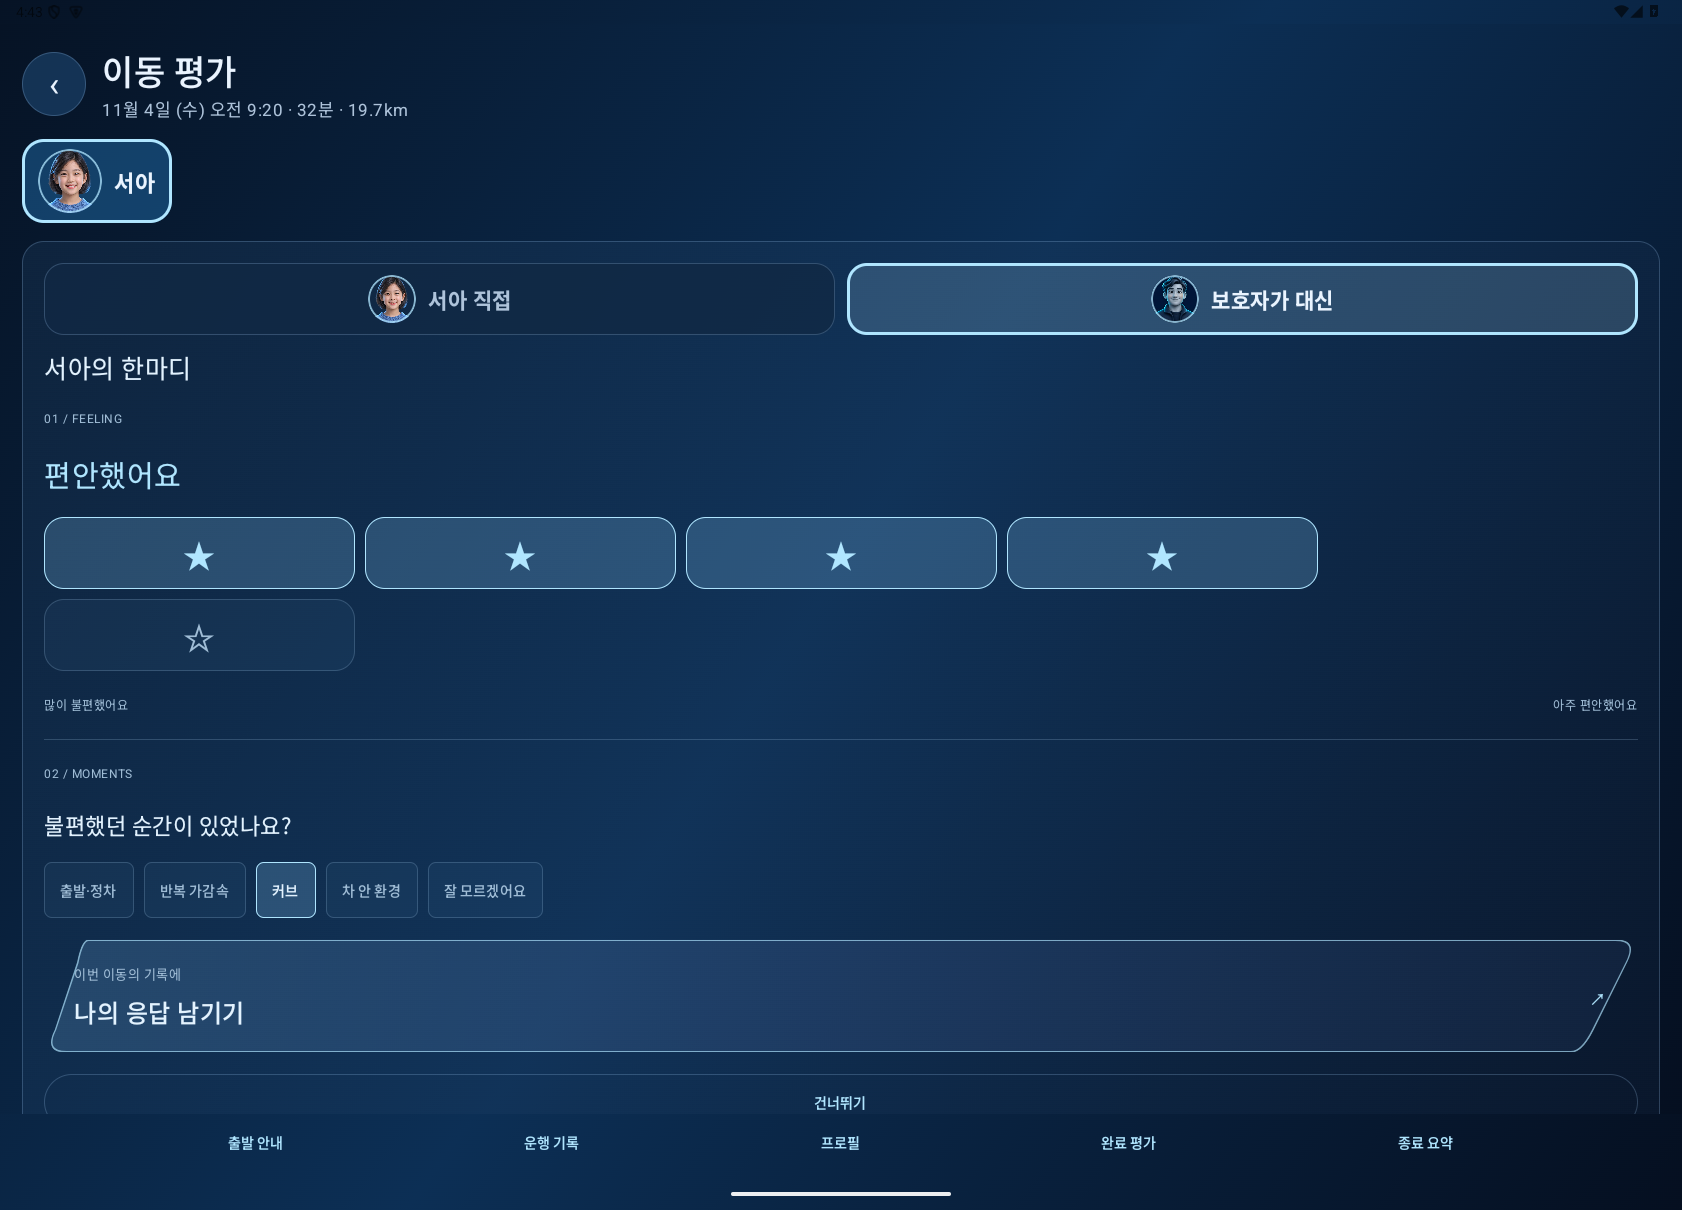 4:43
이동 평가
11월 4일 (수) 오전 9:20 · 32분 · 19.7km
서아
서아 직접
보호자가 대신
서아의 한마디
01 / FEELING
편안했어요
많이 불편했어요
아주 편안했어요
02 / MOMENTS
불편했던 순간이 있었나요?
출발·정차
반복 가감속
커브
차 안 환경
잘 모르겠어요
이번 이동의 기록에
나의 응답 남기기
건너뛰기
출발 안내
운행 기록
프로필
완료 평가
종료 요약